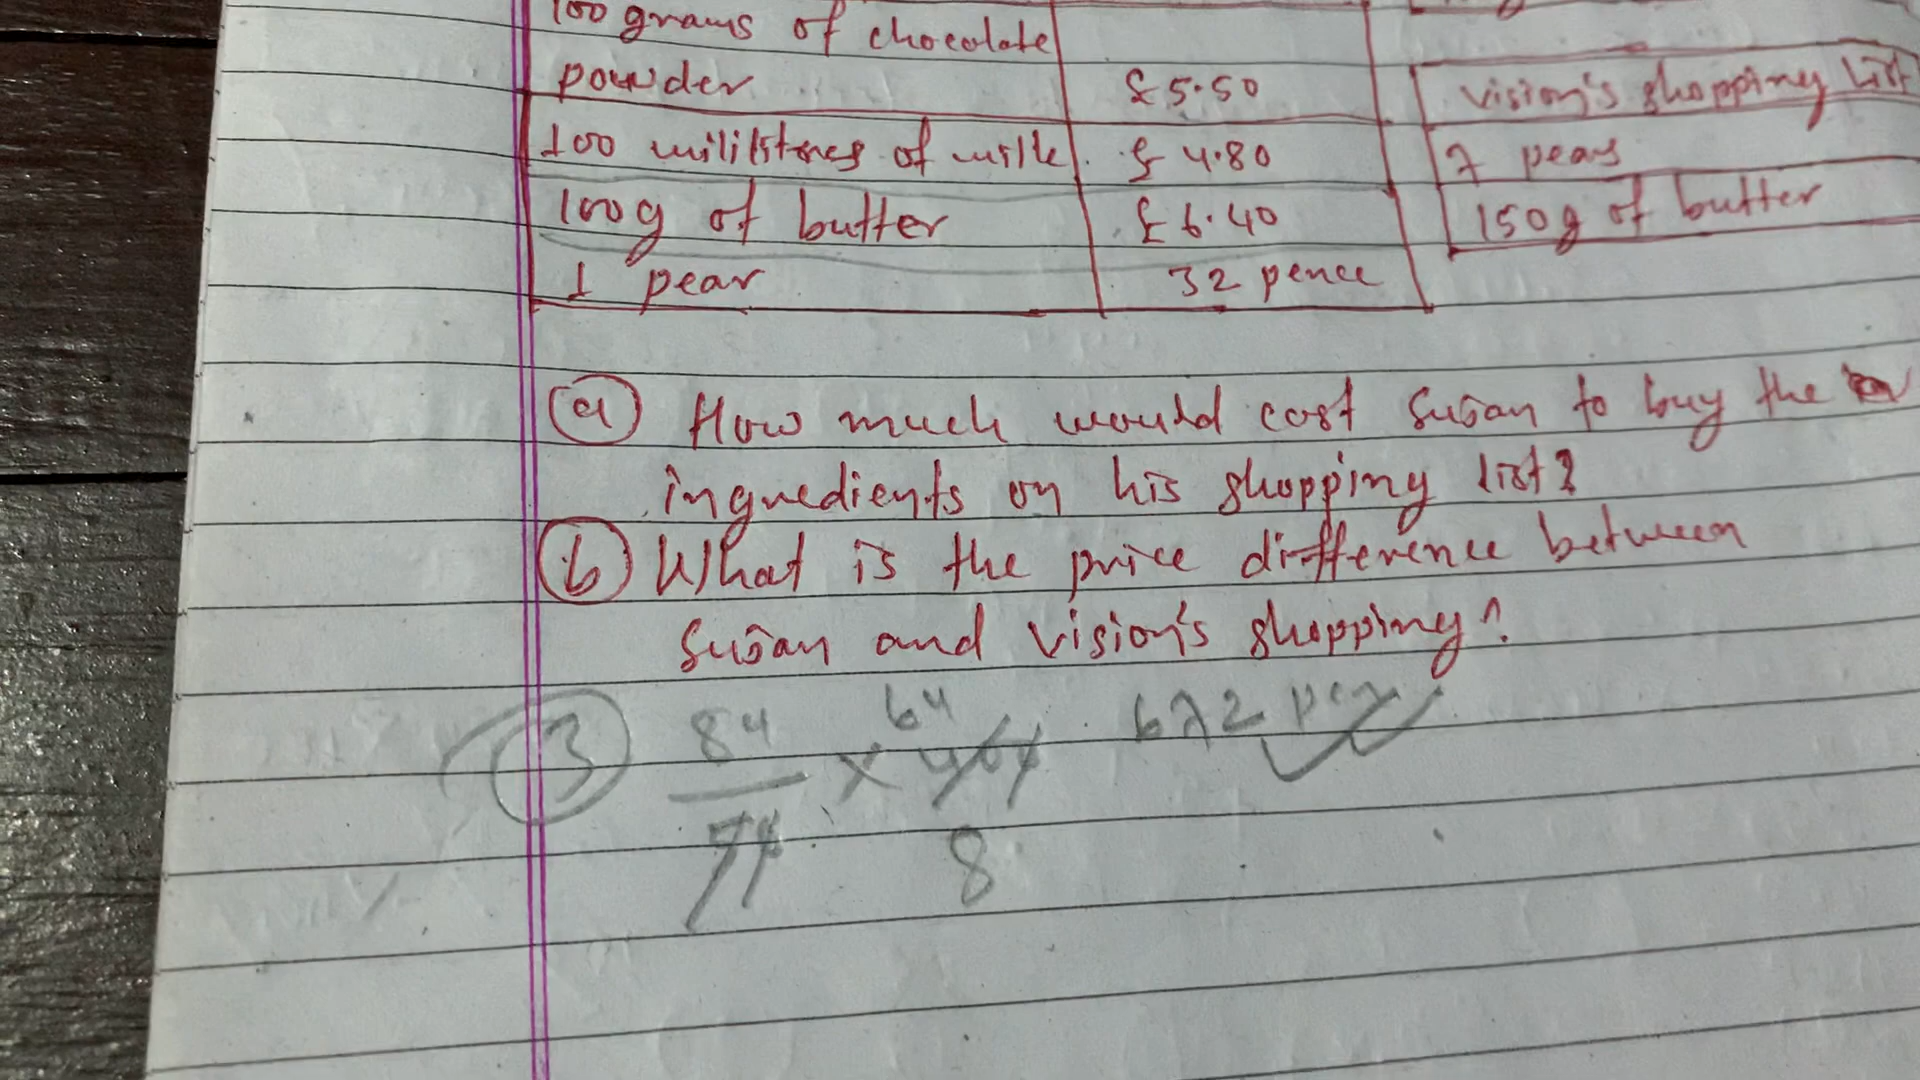 100 grams of chocolate
powder £5.50
100 mililitres of milk £4.80
100g of butter £6.40
1 pear 32 pence
vision's shopping list
7 pears
150g of butter
(a) How much would cost Susan to buy the
ingredients on his shopping list?
(b) What is the price difference between
Susan and vision's shopping?
64
(3) 84 × 672
8